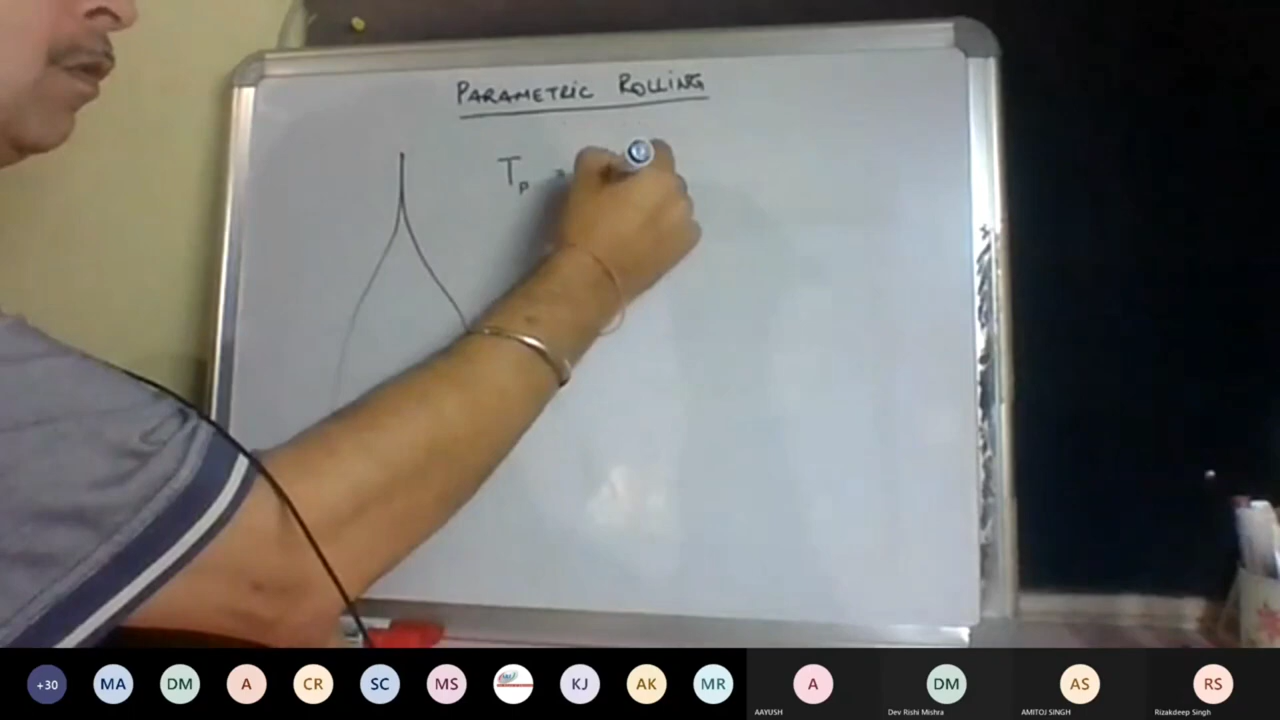 PARAMETRIC ROLLING
Tp =
+30
MA
DM
A
CR
SC
MS
KJ
AK
MR
A
DM
AS
RS
AAYUSH
Dev Rishi Mishra
AMITOJ SINGH
Rizakdeep Singh